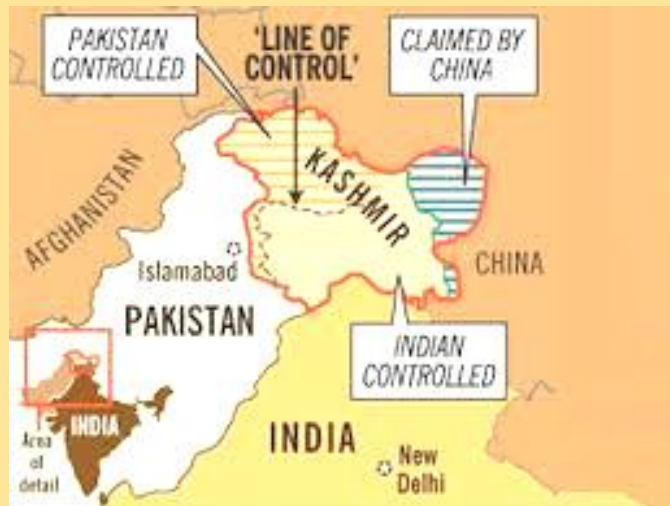 PAKISTAN
CONTROLLED
'LINE OF
CONTROL'
CLAIMED BY
CHINA
KASHMIR
AFGHANISTAN
Islamabad
CHINA
PAKISTAN
INDIAN
CONTROLLED
INDIA
Area
of
detail
INDIA
New
Delhi